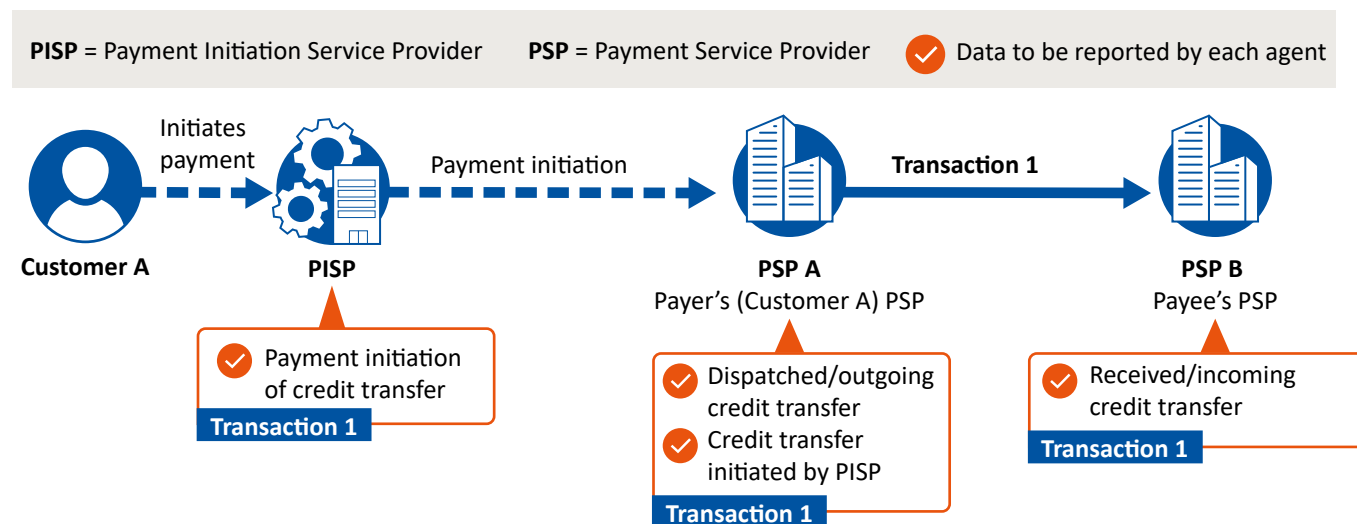 PISP = Payment Initiation Service Provider PSP = Payment Service Provider Data to be reported by each agent
Initiates
payment
Payment initiation
Transaction 1
Customer A
PISP
PSP A
Payer’s (Customer A) PSP
PSP B
Payee’s PSP
Payment initiation
of credit transfer
Transaction 1
Dispatched/outgoing
credit transfer
Credit transfer
initiated by PISP
Transaction 1
Received/incoming
credit transfer
Transaction 1